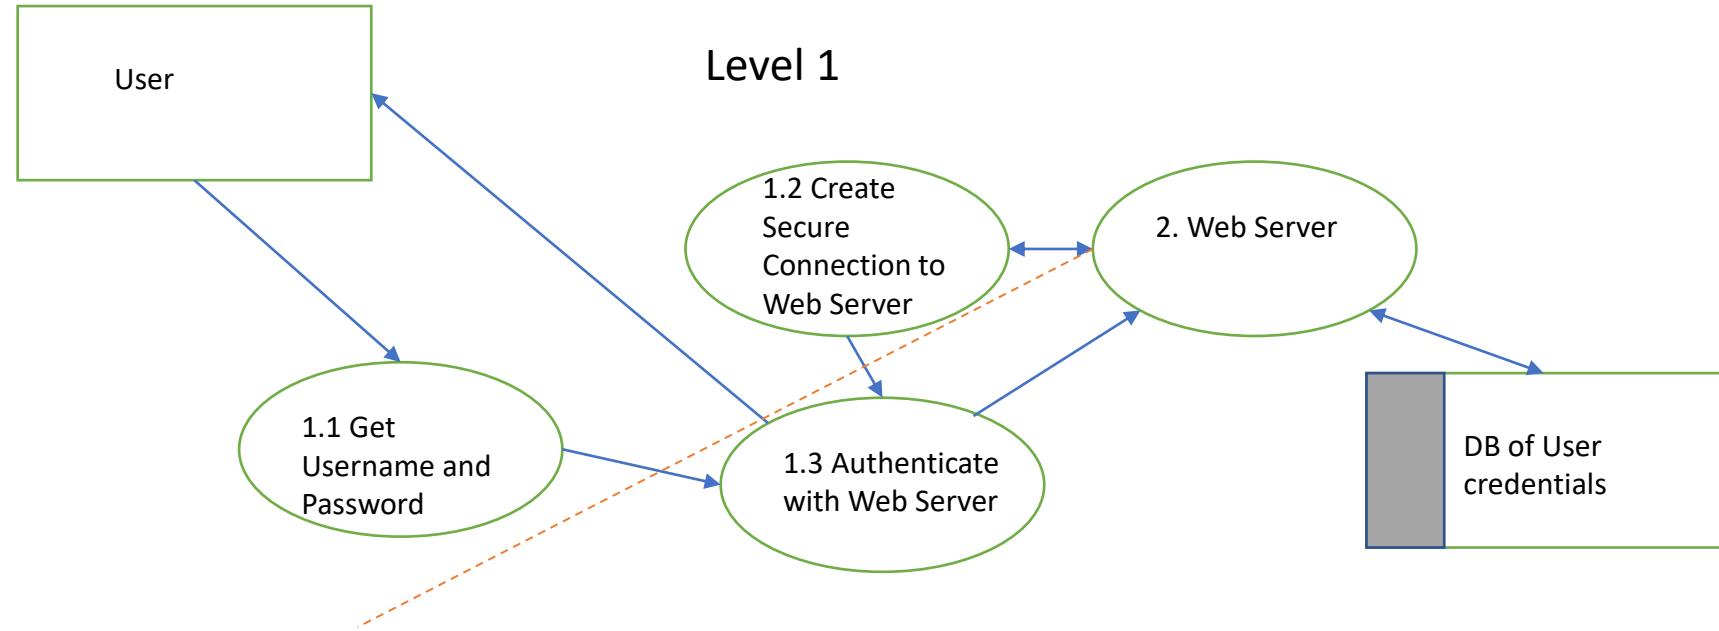 User
Level 1
1.2 Create
Secure
Connection to
Web Server
2. Web Server
1.1 Get
Username and
Password
1.3 Authenticate
with Web Server
DB of User
credentials